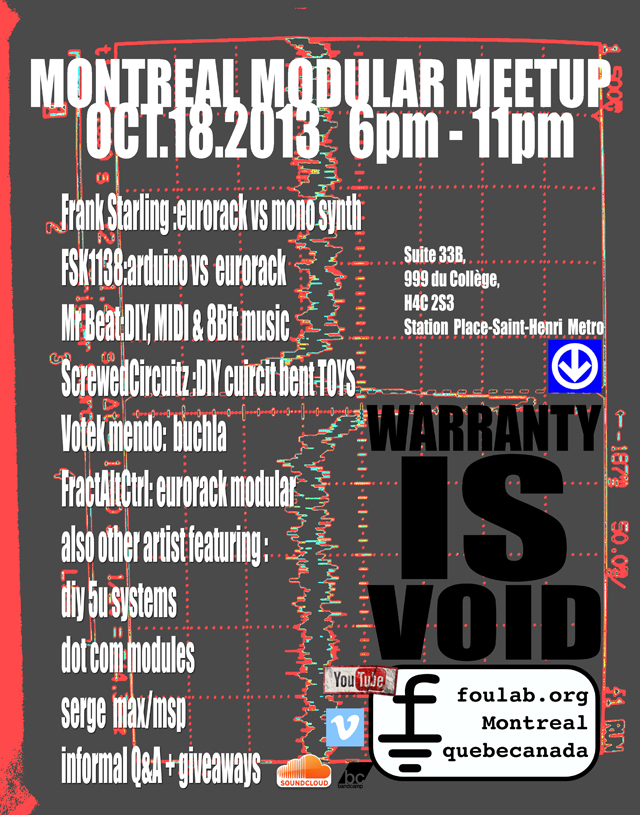 MONTREAL MODULAR MEETUP
OCT.18.2013 6pm - 11pm
Frank Starling :eurorack vs mono synth
FSK1138:arduino vs eurorack
Mr Beat:DIY, MIDI & 8Bit music
ScrewedCircuitz :DIY cuircit bent TOYS
Votek mendo: buchla
FractAltCtrl: eurorack modular
also other artist featuring :
diy 5u systems
dot com modules
serge max/msp
informal Q&A + giveaways
Suite 33B,
999 du Collège,
H4C 2S3
Station Place-Saint-Henri Metro
WARRANTY
IS
VOID
YouTube
foulab.org
Montreal
quebecanada
SOUNDCLOUD
bc
bandcamp